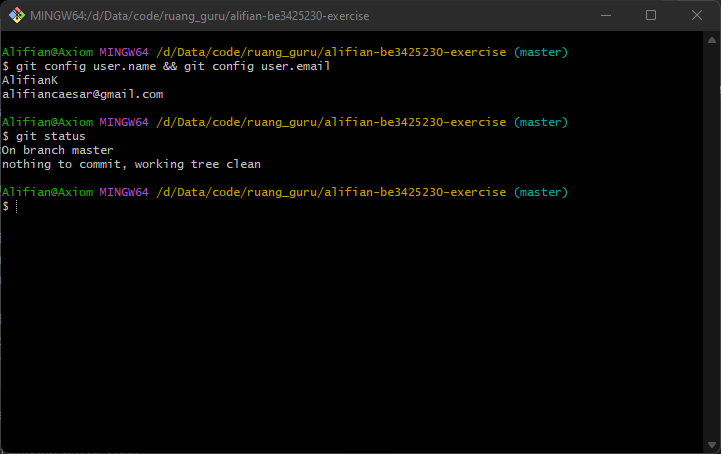 MINGW64:/d/Data/code/ruang_guru/alifian-be3425230-exercise
Alifian@Axiom MINGW64 /d/Data/code/ruang_guru/alifian-be3425230-exercise (master)
$ git config user.name && git config user.email
AlifianK
alifiancaesar@gmail.com
Alifian@Axiom MINGW64 /d/Data/code/ruang_guru/alifian-be3425230-exercise (master)
$ git status
On branch master
nothing to commit, working tree clean
Alifian@Axiom MINGW64 /d/Data/code/ruang_guru/alifian-be3425230-exercise (master)
$